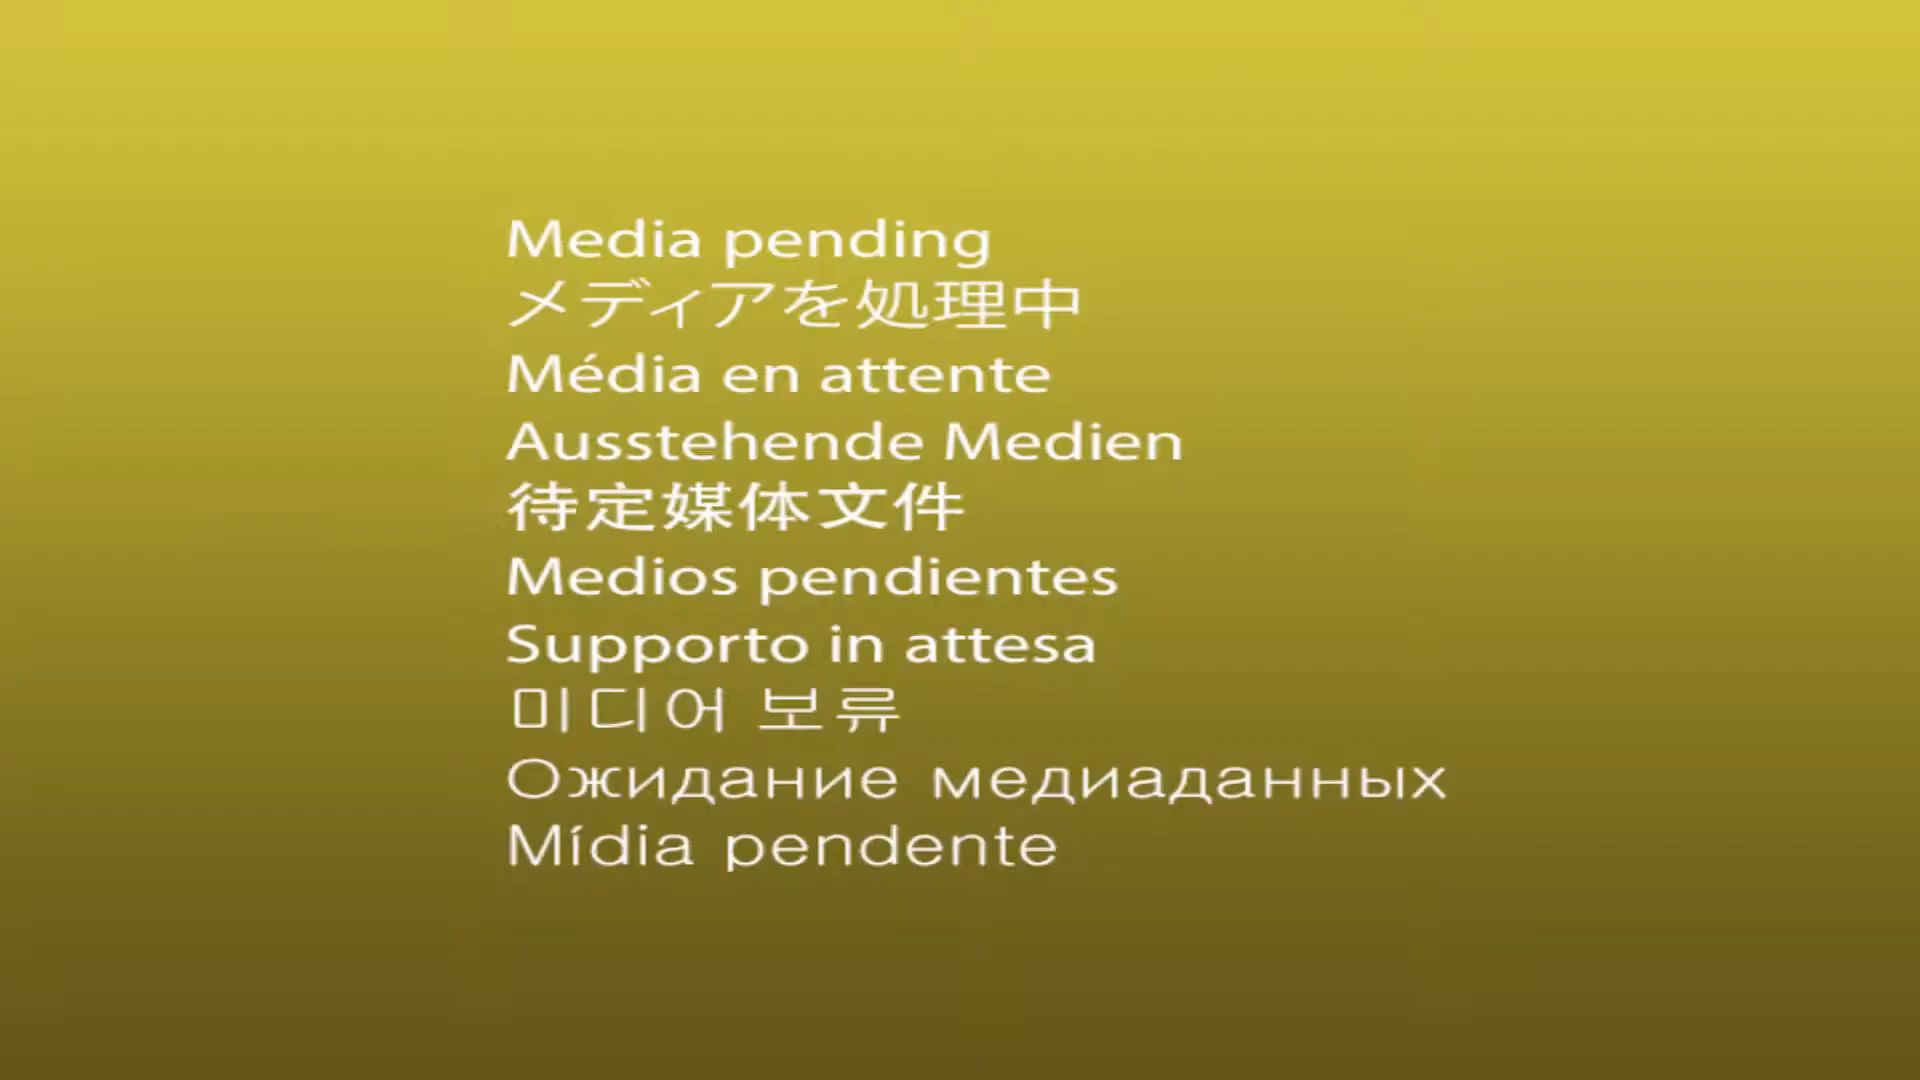 Media pending
メディアを処理中
Média en attente
Ausstehende Medien
待定媒体文件
Medios pendientes
Supporto in attesa
미디어 보류
Ожидание медиаданных
Mídia pendente